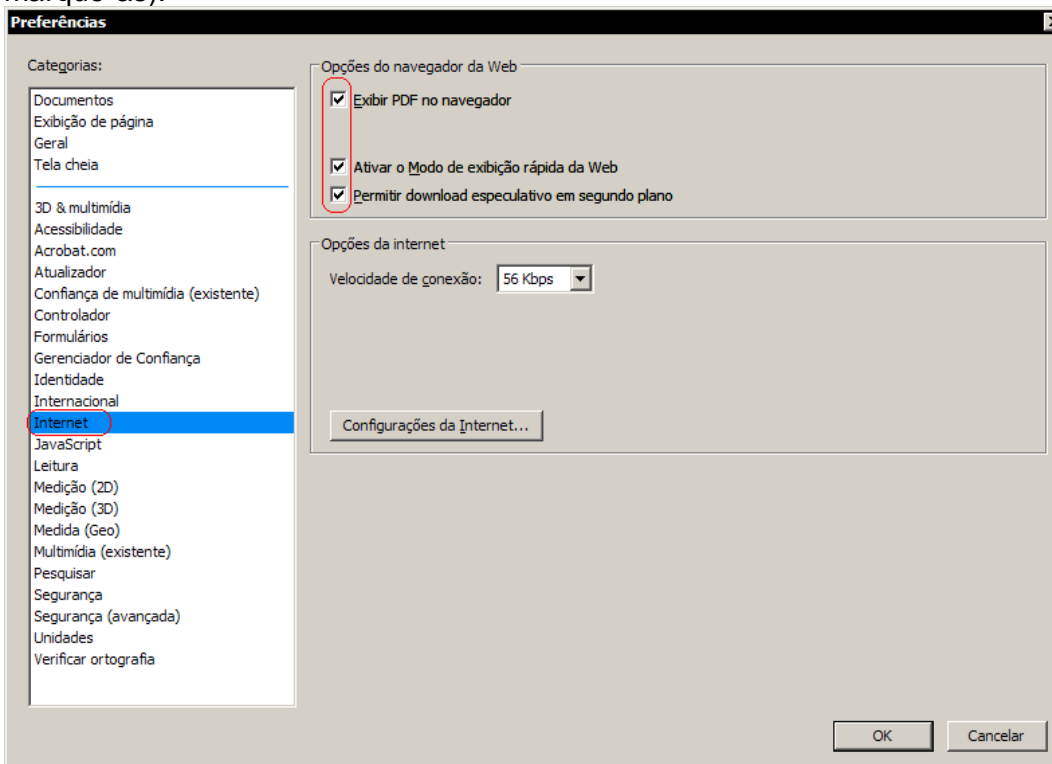 marque-as).
Preferências
Categorias:
Documentos
Exibição de página
Geral
Tela cheia
3D & multimídia
Acessibilidade
Acrobat.com
Atualizador
Confiança de multimídia (existente)
Controlador
Formulários
Gerenciador de Confiança
Identidade
Internacional
Internet
JavaScript
Leitura
Medição (2D)
Medição (3D)
Medida (Geo)
Multimídia (existente)
Pesquisar
Segurança
Segurança (avançada)
Unidades
Verificar ortografia
Opções do navegador da Web
Exibir PDF no navegador
Ativar o Modo de exibição rápida da Web
Permitir download especulativo em segundo plano
Opções da internet
Velocidade de conexão: 56 Kbps
Configurações da Internet...
OK Cancelar